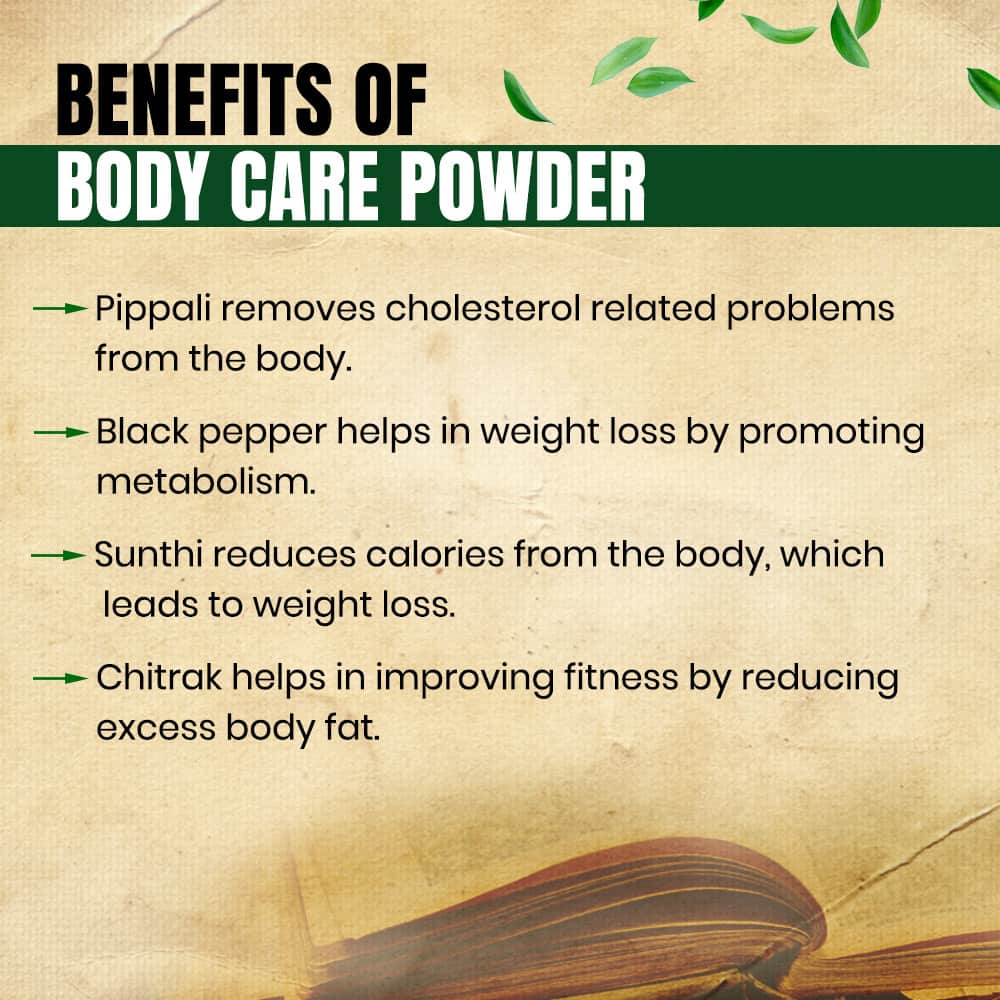 BENEFITS OF
BODY CARE POWDER
Pippali removes cholesterol related problems
from the body.
Black pepper helps in weight loss by promoting
metabolism.
Sunthi reduces calories from the body, which
leads to weight loss.
Chitrak helps in improving fitness by reducing
excess body fat.